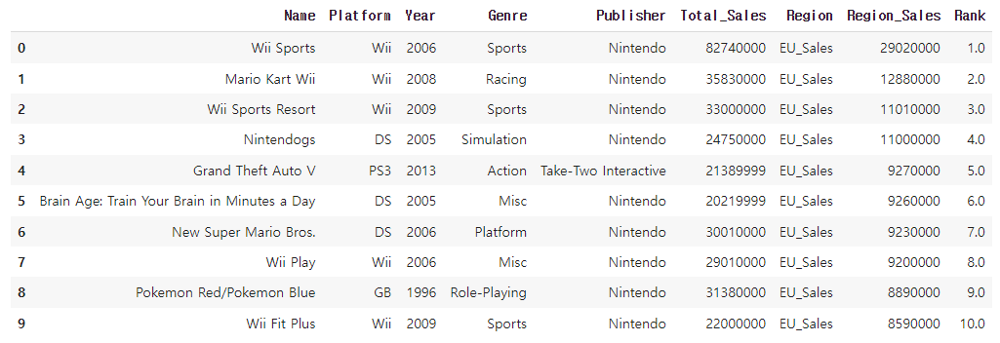 Name Platform Year Genre Publisher Total_Sales Region Region_Sales Rank
0 Wii Sports Wii 2006 Sports Nintendo 82740000 EU_Sales 29020000 1.0
1 Mario Kart Wii Wii 2008 Racing Nintendo 35830000 EU_Sales 12880000 2.0
2 Wii Sports Resort Wii 2009 Sports Nintendo 33000000 EU_Sales 11010000 3.0
3 Nintendogs DS 2005 Simulation Nintendo 24750000 EU_Sales 11000000 4.0
4 Grand Theft Auto V PS3 2013 Action Take-Two Interactive 21389999 EU_Sales 9270000 5.0
5 Brain Age: Train Your Brain in Minutes a Day DS 2005 Misc Nintendo 20219999 EU_Sales 9260000 6.0
6 New Super Mario Bros. DS 2006 Platform Nintendo 30010000 EU_Sales 9230000 7.0
7 Wii Play Wii 2006 Misc Nintendo 29010000 EU_Sales 9200000 8.0
8 Pokemon Red/Pokemon Blue GB 1996 Role-Playing Nintendo 31380000 EU_Sales 8890000 9.0
9 Wii Fit Plus Wii 2009 Sports Nintendo 22000000 EU_Sales 8590000 10.0